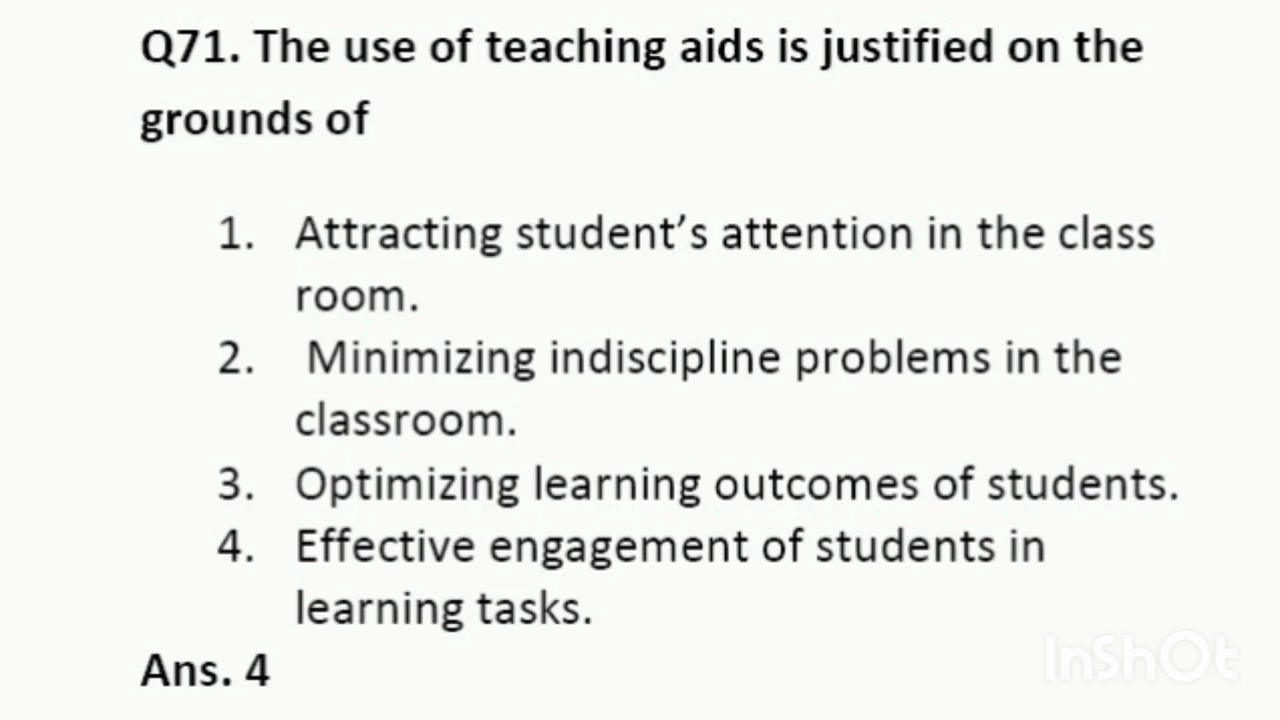 Q71. The use of teaching aids is justified on the
grounds of
1. Attracting student's attention in the class
room.
2. Minimizing indiscipline problems in the
classroom.
3. Optimizing learning outcomes of students.
4. Effective engagement of students in
learning tasks.
Ans. 4
InShOt